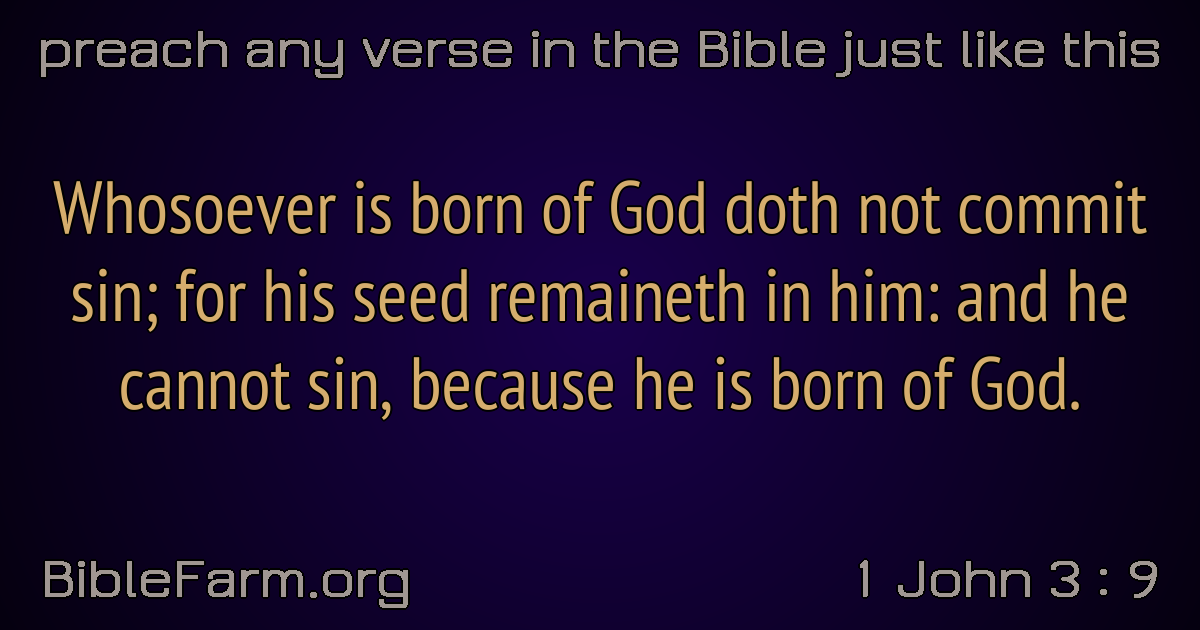 preach any verse in the Bible just like this
Whosoever is born of God doth not commit
sin; for his seed remaineth in him: and he
cannot sin, because he is born of God.
BibleFarm.org
1 John 3 : 9